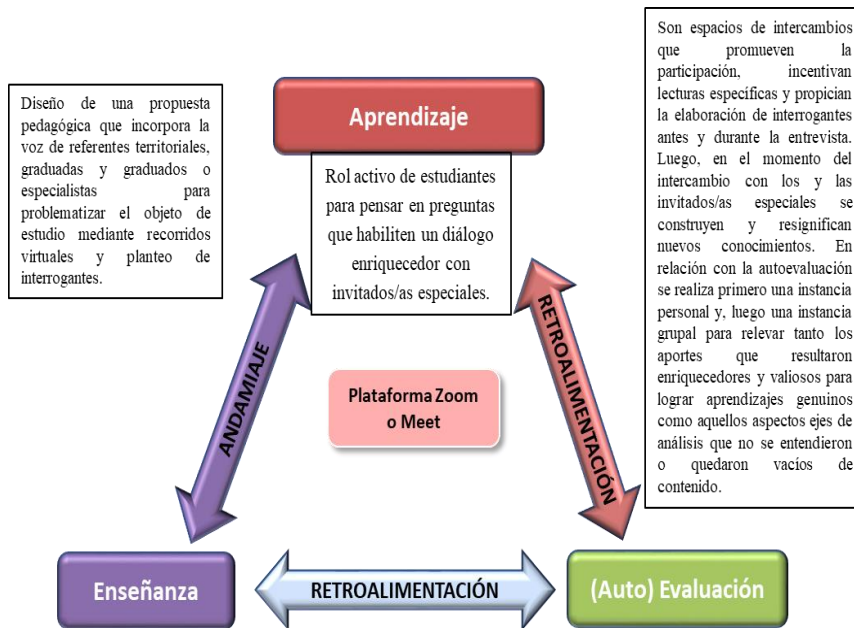 Diseño de una propuesta
pedagógica que incorpora la
voz de referentes territoriales,
graduadas y graduados o
especialistas para
problematizar el objeto de
estudio mediante recorridos
virtuales y planteo de
interrogantes.
Aprendizaje
Rol activo de estudiantes
para pensar en preguntas
que habiliten un diálogo
enriquecedor con
invitados/as especiales.
Son espacios de intercambios
que promueven la
participación, incentivan
lecturas específicas y propician
la elaboración de interrogantes
antes y durante la entrevista.
Luego, en el momento del
intercambio con los y las
invitados/as especiales se
construyen y resignifican
nuevos conocimientos. En
relación con la autoevaluación
se realiza primero una instancia
personal y, luego una instancia
grupal para relevar tanto los
aportes que resultaron
enriquecedores y valiosos para
lograr aprendizajes genuinos
como aquellos aspectos ejes de
análisis que no se entendieron
o quedaron vacíos de
contenido.
ANDAMIAJE
Plataforma Zoom
o Meet
RETROALIMENTACIÓN
Enseñanza
RETROALIMENTACIÓN
(Auto) Evaluación